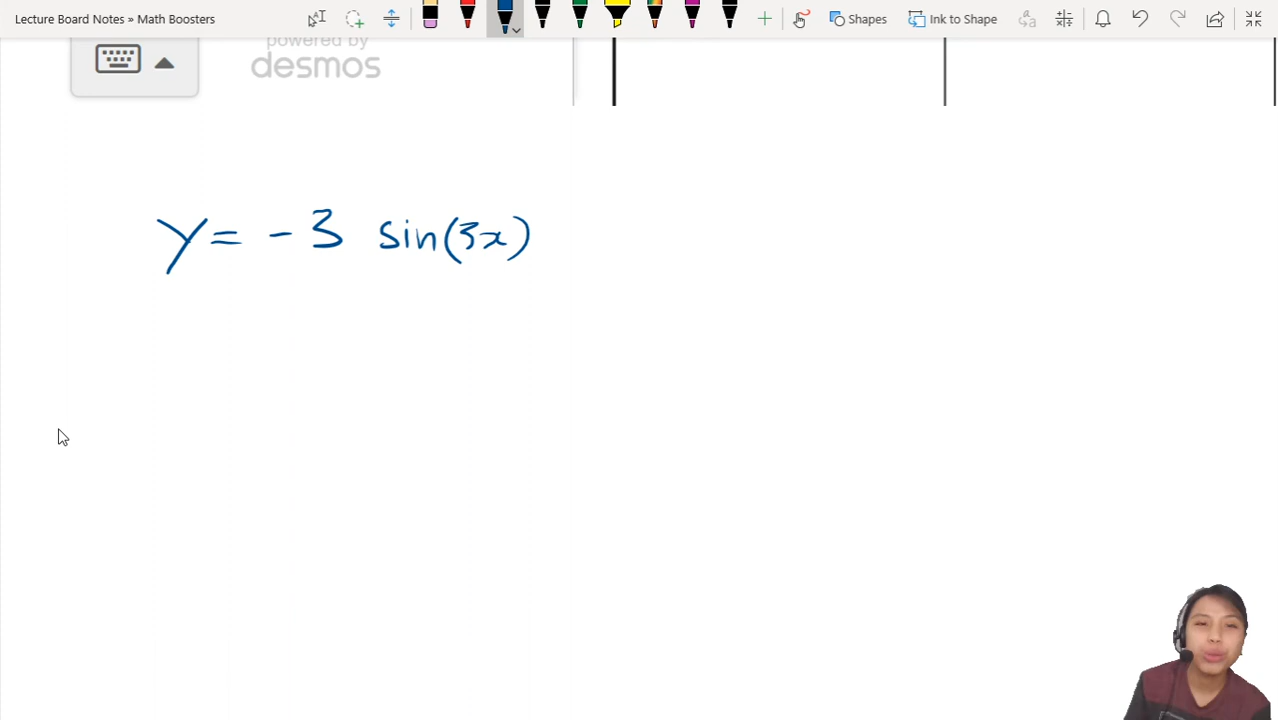 Lecture Board Notes » Math Boosters
Shapes
Ink to Shape
powered by
desmos
y = -3 sin(3x)